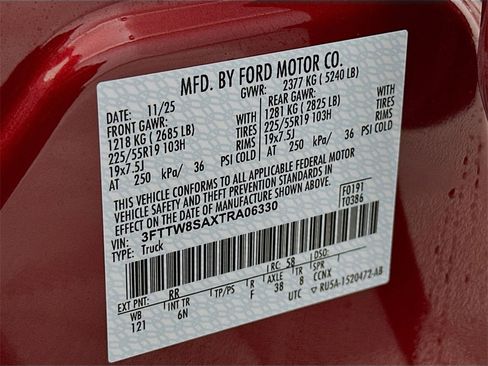 MFD. BY FORD MOTOR CO.
DATE: 11/25
GVWR: 2377 KG ( 5240 LB)
FRONT GAWR:
1218 KG ( 2685 LB)
225/55R19 103H
19x7.5J
AT 250 kPa/ 36
WITH
TIRES
RIMS
PSI COLD
REAR GAWR:
1281 KG ( 2825 LB)
225/55R19 103H
19x7.5J
AT 250 kPa/ 36
WITH
TIRES
RIMS
PSI COLD
THIS VEHICLE CONFORMS TO ALL APPLICABLE FEDERAL MOTOR
VEHICLE SAFETY AND BUMPER STANDARDS IN
EFFECT ON THE DATE OF MANUFACTURE SHOWN ABOVE.
VIN: 3FTTW8SAXTRA06330
TYPE: Truck
F0191
T0386
EXT PNT: RR RC: 58 DSO:
WB INT TR TP/PS R AXLE TR SPR
121 6N F 38 8 CCNX
UTC RU5A-1520472-AB